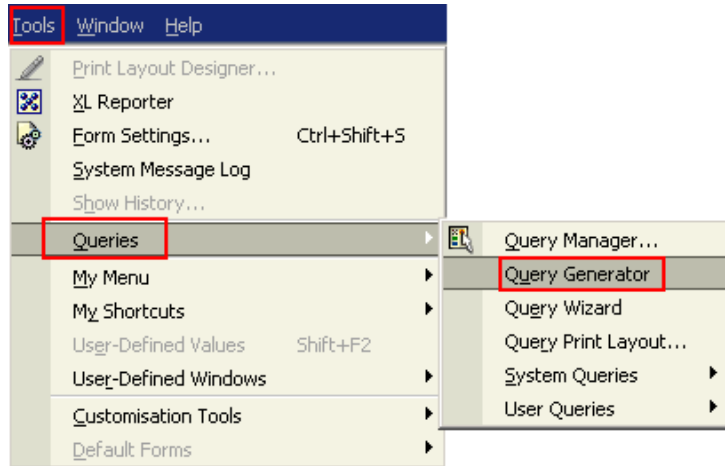 Tools Window Help
Print Layout Designer...
XL Reporter
Form Settings... Ctrl+Shift+S
System Message Log
Show History...
Queries
My Menu
My Shortcuts
User-Defined Values Shift+F2
User-Defined Windows
Customisation Tools
Default Forms
Query Manager...
Query Generator
Query Wizard
Query Print Layout...
System Queries
User Queries